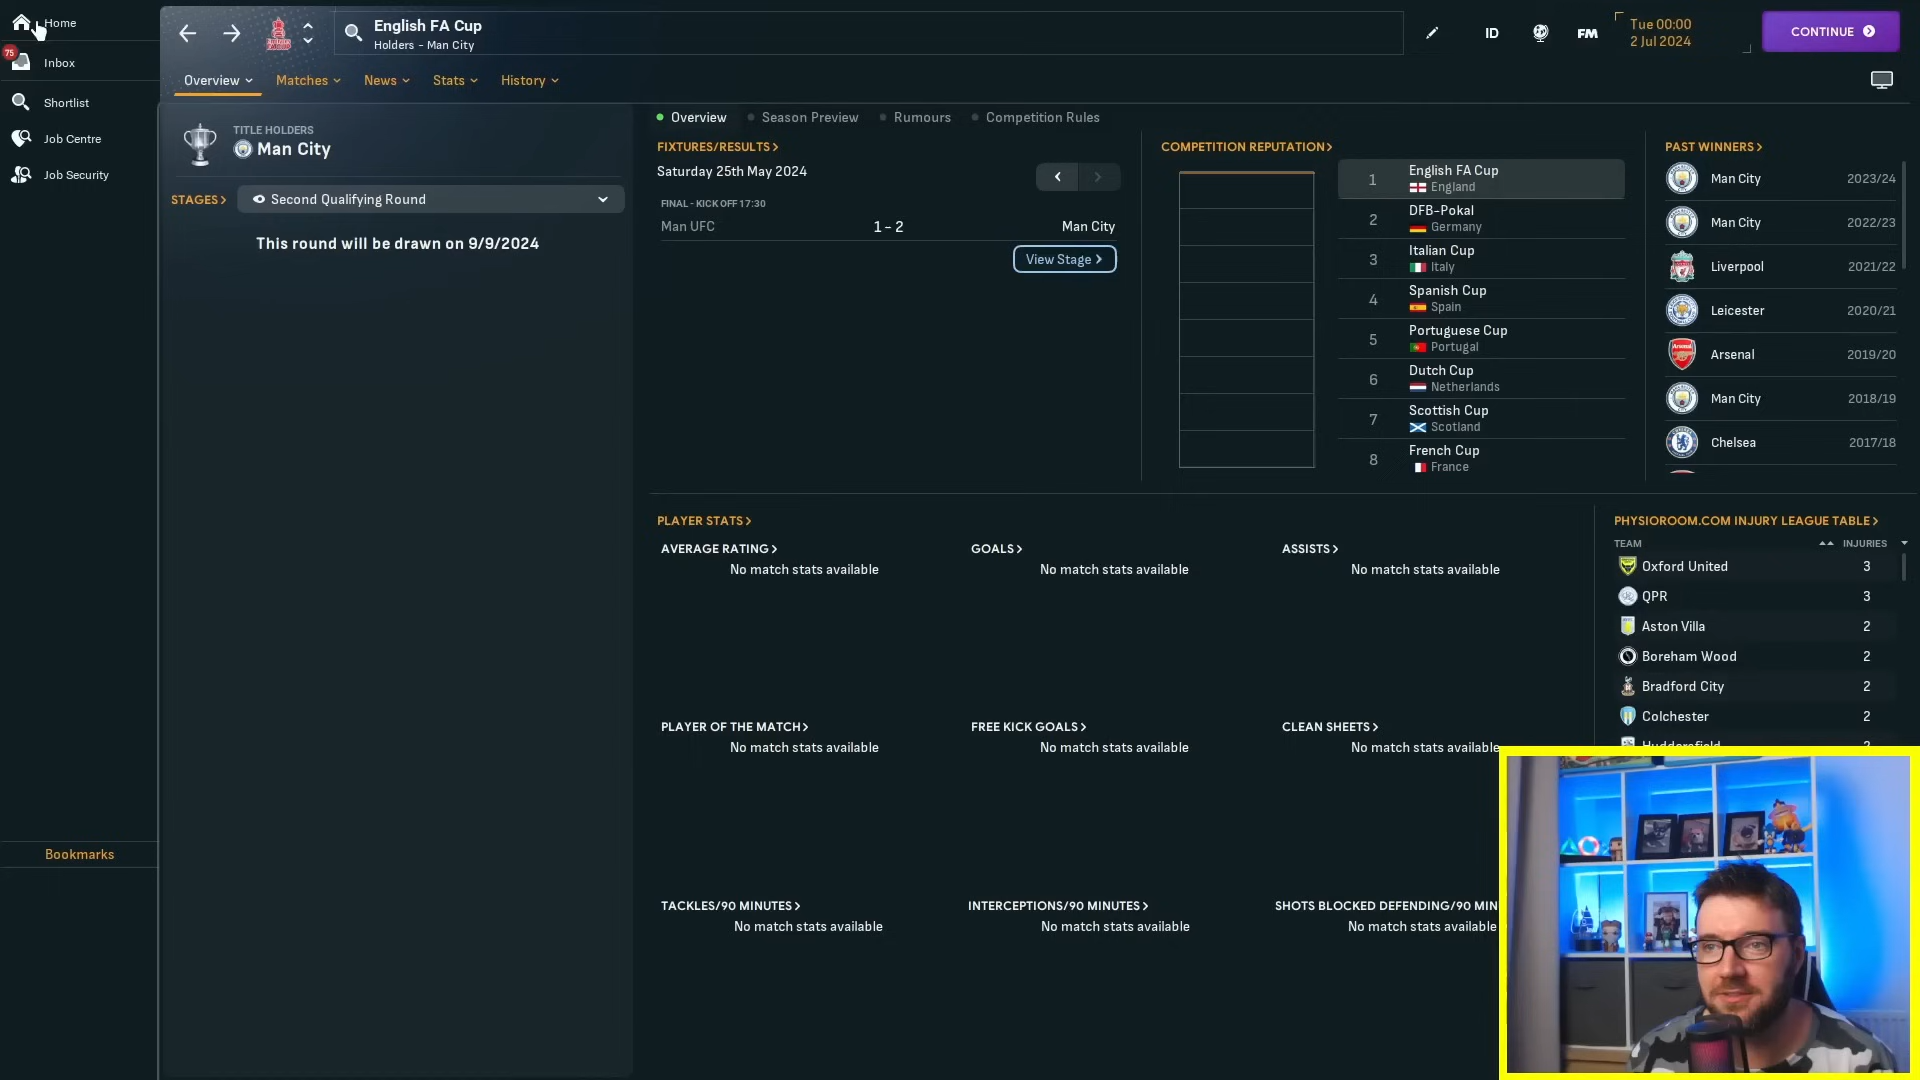 Home
75
Inbox
Shortlist
Job Centre
Job Security
Bookmarks
English FA Cup
Holders - Man City
ID
FM
Tue 00:00
2 Jul 2024
CONTINUE
Overview
Matches
News
Stats
History
TITLE HOLDERS
Man City
STAGES
Second Qualifying Round
This round will be drawn on 9/9/2024
Overview
Season Preview
Rumours
Competition Rules
FIXTURES/RESULTS
Saturday 25th May 2024
FINAL - KICK OFF 17:30
Man UFC 1 - 2 Man City
View Stage
COMPETITION REPUTATION
1 English FA Cup
England
2 DFB-Pokal
Germany
3 Italian Cup
Italy
4 Spanish Cup
Spain
5 Portuguese Cup
Portugal
6 Dutch Cup
Netherlands
7 Scottish Cup
Scotland
8 French Cup
France
PAST WINNERS
Man City 2023/24
Man City 2022/23
Liverpool 2021/22
Leicester 2020/21
Arsenal 2019/20
Man City 2018/19
Chelsea 2017/18
PLAYER STATS
AVERAGE RATING
No match stats available
GOALS
No match stats available
ASSISTS
No match stats available
PLAYER OF THE MATCH
No match stats available
FREE KICK GOALS
No match stats available
CLEAN SHEETS
No match stats available
TACKLES/90 MINUTES
No match stats available
INTERCEPTIONS/90 MINUTES
No match stats available
SHOTS BLOCKED DEFENDING/90 MIN
No match stats available
PHYSIOROOM.COM INJURY LEAGUE TABLE
TEAM INJURIES
Oxford United 3
QPR 3
Aston Villa 2
Boreham Wood 2
Bradford City 2
Colchester 2
Huddersfield 2